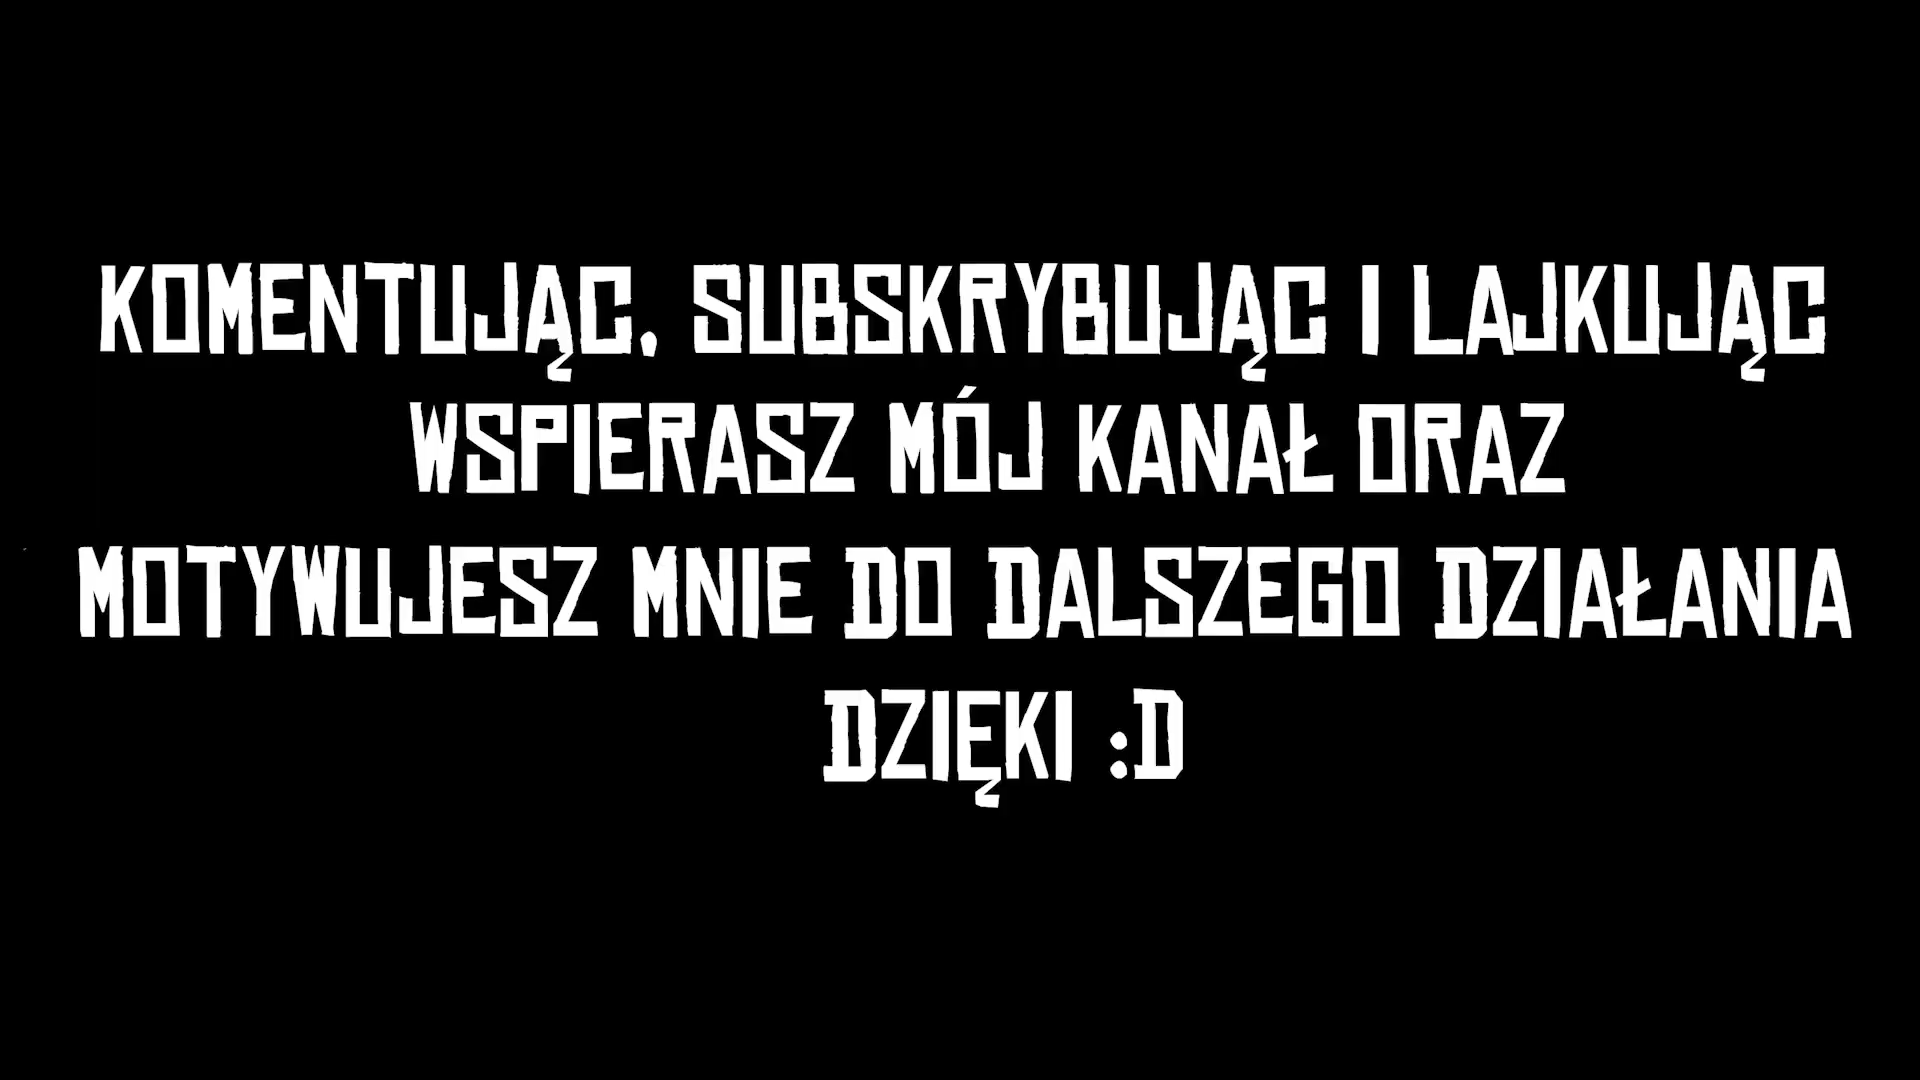 KOMENTUJĄC, SUBSKRYBUJĄC I LAJKUJĄC
WSPIERASZ MÓJ KANAŁ ORAZ
MOTYWUJESZ MNIE DO DALSZEGO DZIAŁANIA
DZIĘKI :D